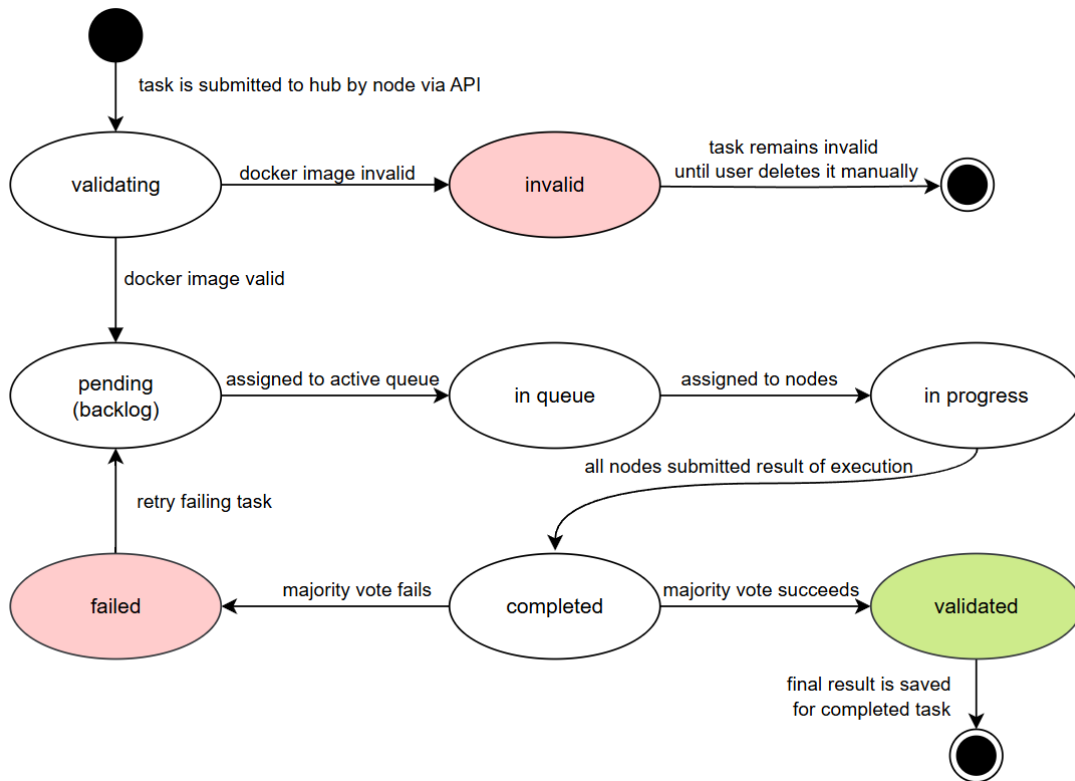 task is submitted to hub by node via API
validating
docker image invalid
invalid
task remains invalid
until user deletes it manually
docker image valid
pending
(backlog)
assigned to active queue
in queue
assigned to nodes
in progress
all nodes submitted result of execution
retry failing task
failed
majority vote fails
completed
majority vote succeeds
validated
final result is saved
for completed task